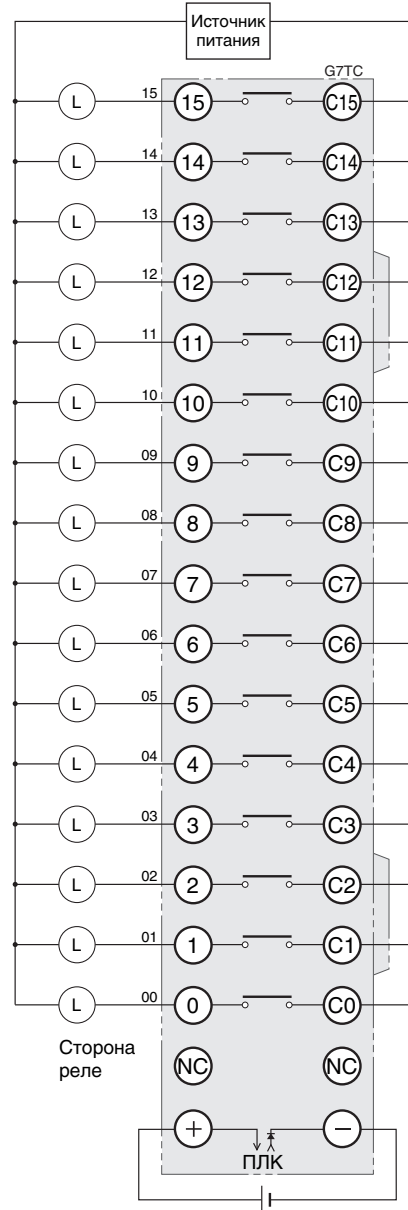 Источник
питания
G7TC
L 15 15 C15
L 14 14 C14
L 13 13 C13
L 12 12 C12
L 11 11 C11
L 10 10 C10
L 09 9 C9
L 08 8 C8
L 07 7 C7
L 06 6 C6
L 05 5 C5
L 04 4 C4
L 03 3 C3
L 02 2 C2
L 01 1 C1
L 00 0 C0
Сторона
реле
NC NC
+ −
ПЛК